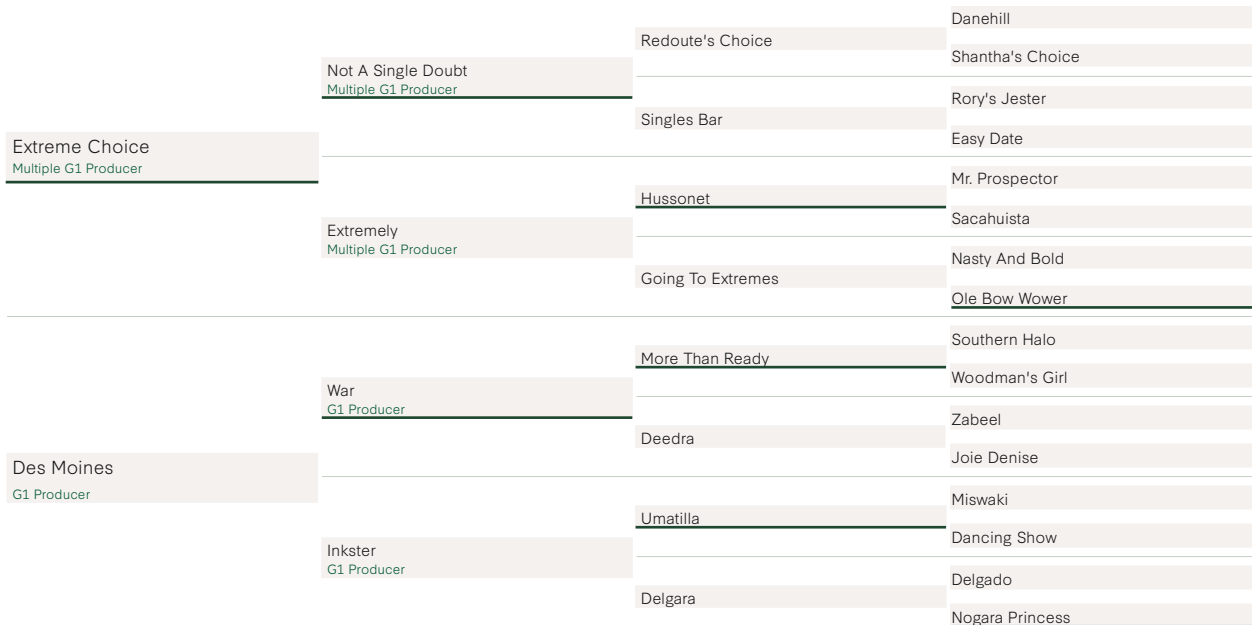 Extreme Choice
Multiple G1 Producer
Des Moines
G1 Producer
Not A Single Doubt
Multiple G1 Producer
Extremely
Multiple G1 Producer
War
G1 Producer
Inkster
G1 Producer
Redoute's Choice
Singles Bar
Hussonet
Going To Extremes
More Than Ready
Deedra
Umatilla
Delgara
Danehill
Shantha's Choice
Rory's Jester
Easy Date
Mr. Prospector
Sacahuista
Nasty And Bold
Ole Bow Wower
Southern Halo
Woodman's Girl
Zabeel
Joie Denise
Miswaki
Dancing Show
Delgado
Nogara Princess